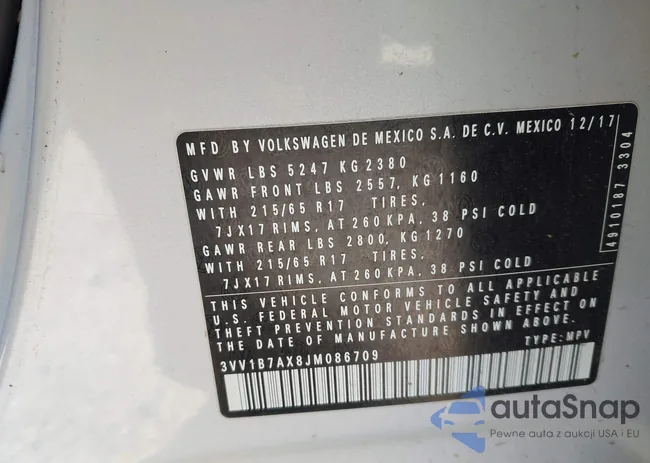 MFD BY VOLKSWAGEN DE MEXICO S.A. DE C.V. MEXICO 12/17
GVWR LBS 5247 KG 2380
GAWR FRONT LBS 2557, KG 1160
WITH 215/65 R17 TIRES,
7JX17 RIMS, AT 260 KPA, 38 PSI COLD
GAWR REAR LBS 2800, KG 1270
WITH 215/65 R17 TIRES,
7JX17 RIMS, AT 260 KPA, 38 PSI COLD
THIS VEHICLE CONFORMS TO ALL APPLICABLE
U.S. FEDERAL MOTOR VEHICLE SAFETY AND
THEFT PREVENTION STANDARDS IN EFFECT ON
THE DATE OF MANUFACTURE SHOWN ABOVE.
3VV1B7AX8JM086709 TYPE: MPV
4910187 3304
autaSnap
Pewne auta z aukcji USA i EU